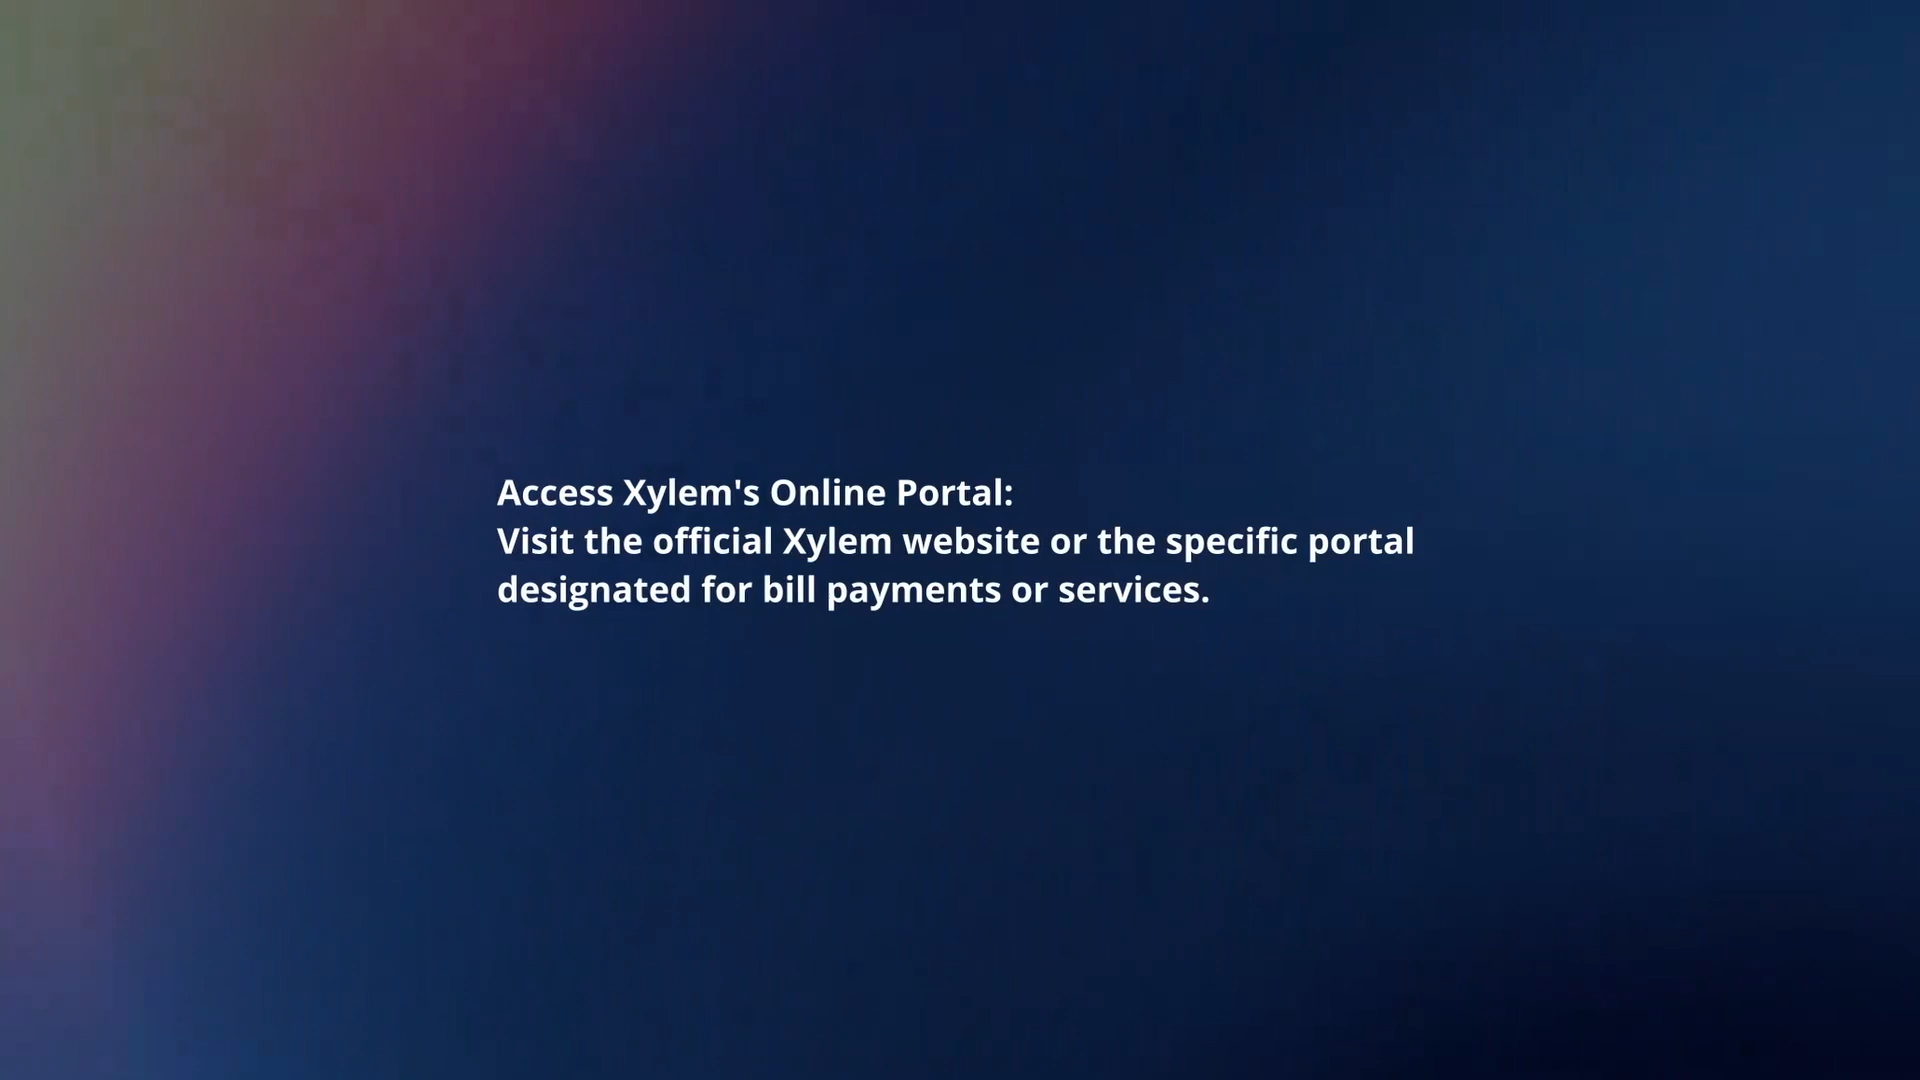 Access Xylem's Online Portal:
Visit the official Xylem website or the specific portal
designated for bill payments or services.